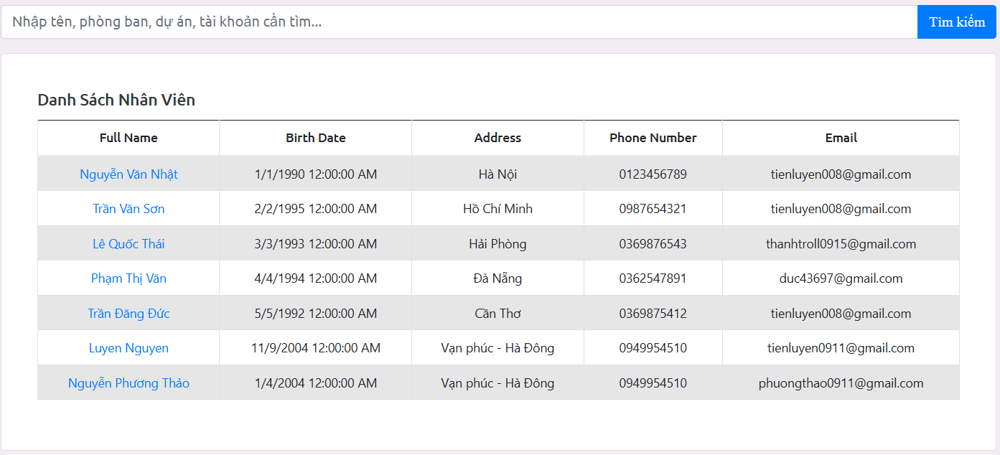 Nhập tên, phòng ban, dự án, tài khoản cần tìm... Tìm kiếm
Danh Sách Nhân Viên
Full Name Birth Date Address Phone Number Email
Nguyễn Văn Nhật 1/1/1990 12:00:00 AM Hà Nội 0123456789 tienluyen008@gmail.com
Trần Văn Sơn 2/2/1995 12:00:00 AM Hồ Chí Minh 0987654321 tienluyen008@gmail.com
Lê Quốc Thái 3/3/1993 12:00:00 AM Hải Phòng 0369876543 thanhtroll0915@gmail.com
Phạm Thị Văn 4/4/1994 12:00:00 AM Đà Nẵng 0362547891 duc43697@gmail.com
Trần Đăng Đức 5/5/1992 12:00:00 AM Cần Thơ 0369875412 tienluyen008@gmail.com
Luyen Nguyen 11/9/2004 12:00:00 AM Vạn phúc - Hà Đông 0949954510 tienluyen0911@gmail.com
Nguyễn Phương Thảo 1/4/2004 12:00:00 AM Vạn phúc - Hà Đông 0949954510 phuongthao0911@gmail.com